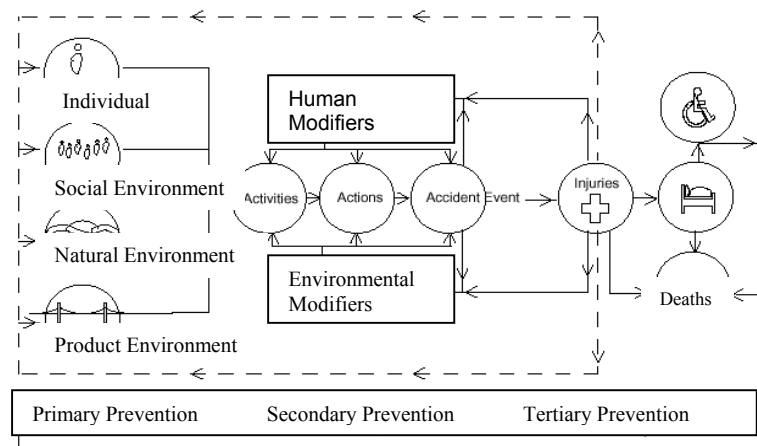 Individual
Social Environment
Natural Environment
Product Environment
Human
Modifiers
Activities
Actions
Accident Event
Environmental
Modifiers
Injuries
Deaths
Primary Prevention Secondary Prevention Tertiary Prevention